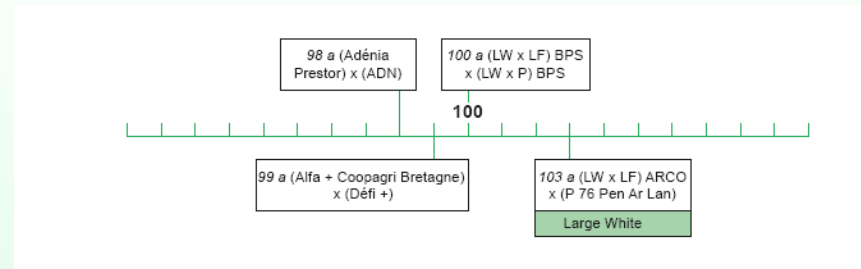 98 a (Adénia
Prestor) x (ADN)
100 a (LW x LF) BPS
x (LW x P) BPS
100
99 a (Alfa + Coopagri Bretagne)
x (Défi +)
103 a (LW x LF) ARCO
x (P 76 Pen Ar Lan)
Large White